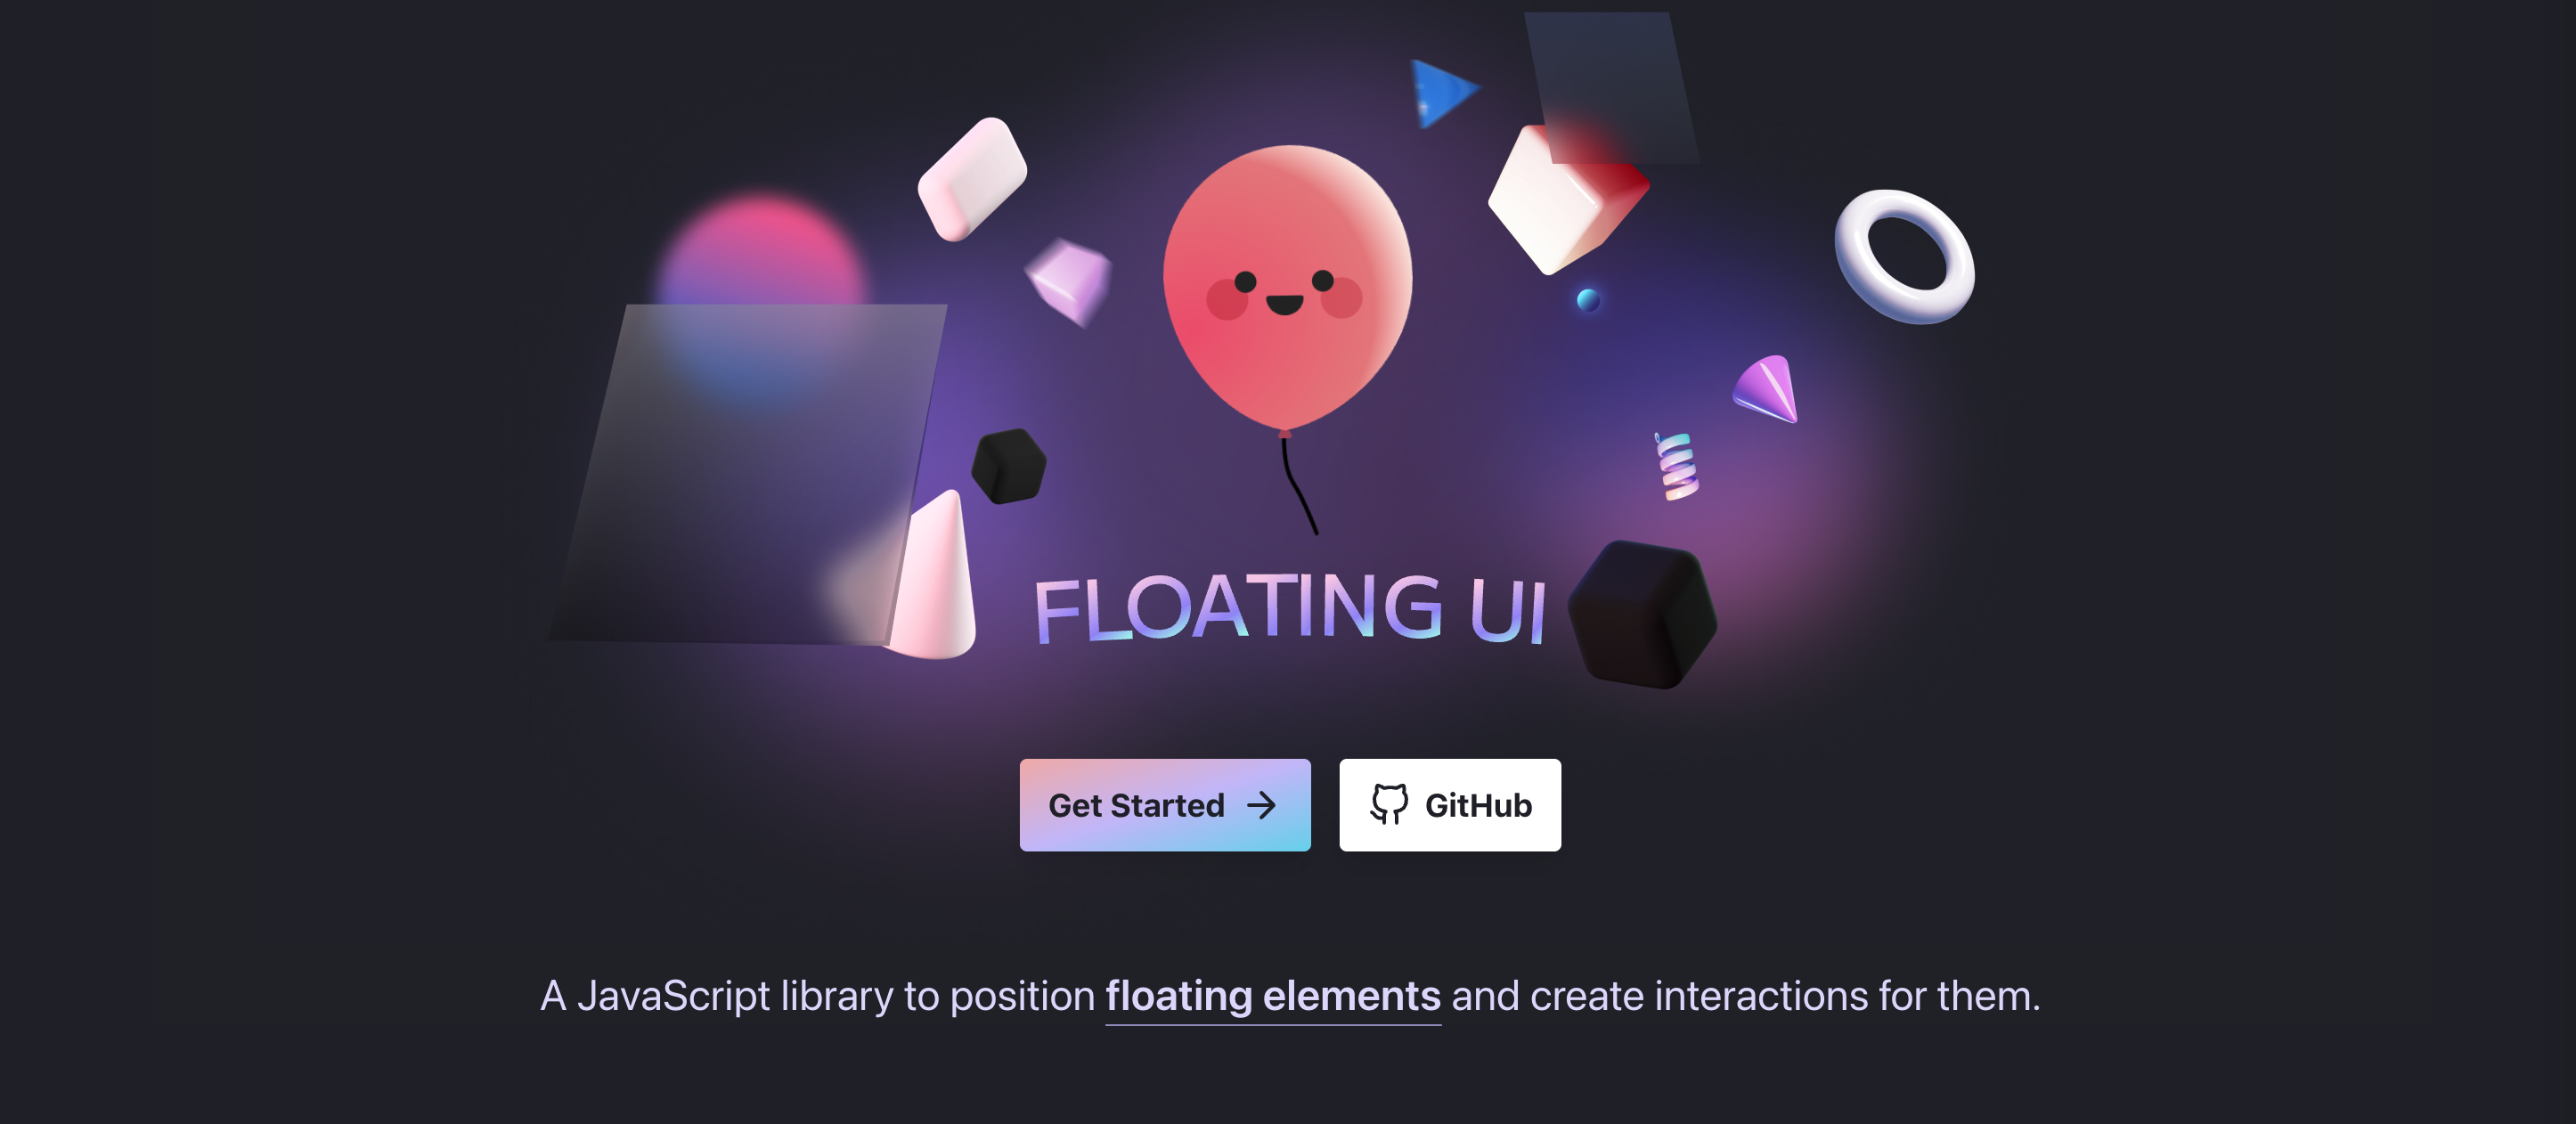 FLOATING UI
Get Started
GitHub
A JavaScript library to position floating elements and create interactions for them.